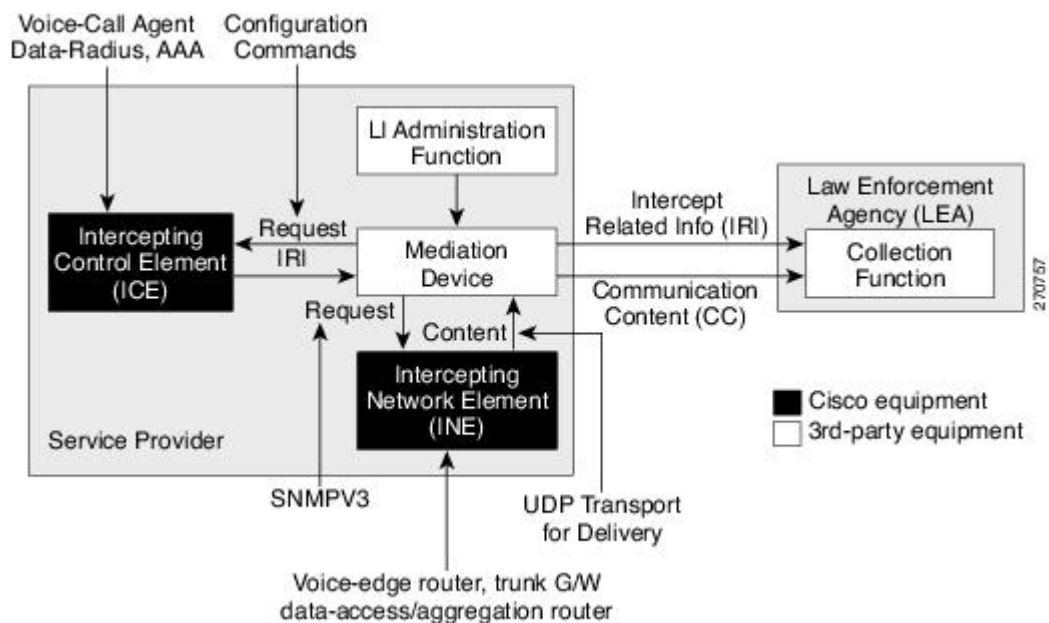 Voice-Call Agent
Data-Radius, AAA
Configuration
Commands
LI Administration
Function
Law Enforcement
Agency (LEA)
Intercept
Related Info (IRI)
Request
IRI
Intercepting
Control Element
(ICE)
Mediation
Device
Collection
Function
Communication
Content (CC)
270757
Request
Content
Intercepting
Network Element
(INE)
Cisco equipment
3rd-party equipment
Service Provider
SNMPV3
UDP Transport
for Delivery
Voice-edge router, trunk G/W
data-access/aggregation router